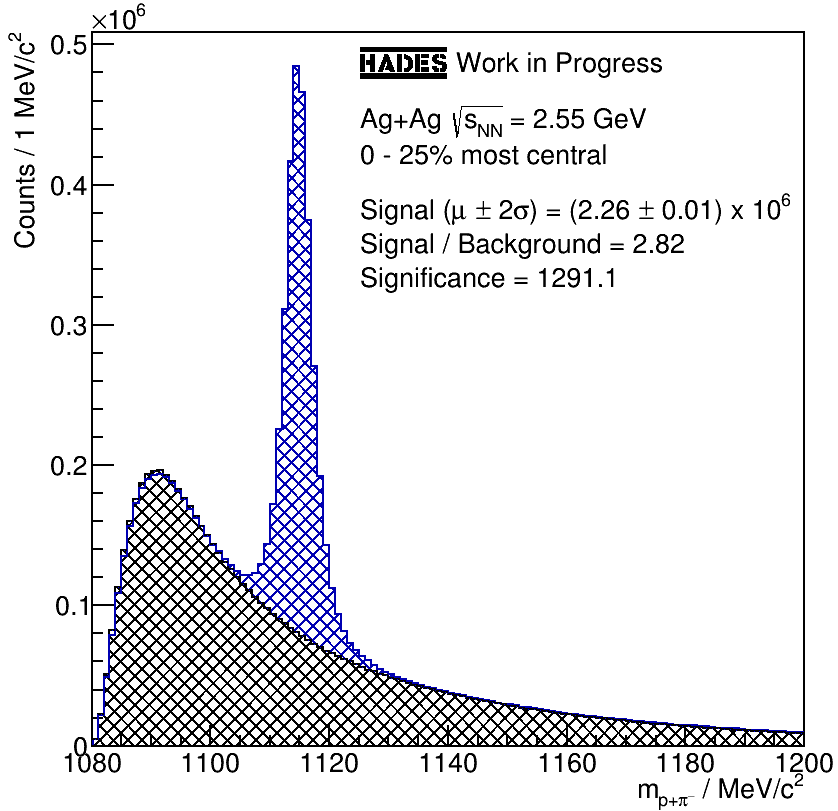 ×10⁶
Counts / 1 MeV/c²
0.5
0.4
0.3
0.2
0.1
0
HADES Work in Progress
Ag+Ag √sNN = 2.55 GeV
0 - 25% most central
Signal (μ ± 2σ) = (2.26 ± 0.01) x 10⁶
Signal / Background = 2.82
Significance = 1291.1
1080 1100 1120 1140 1160 1180 1200
mp+π⁻ / MeV/c²